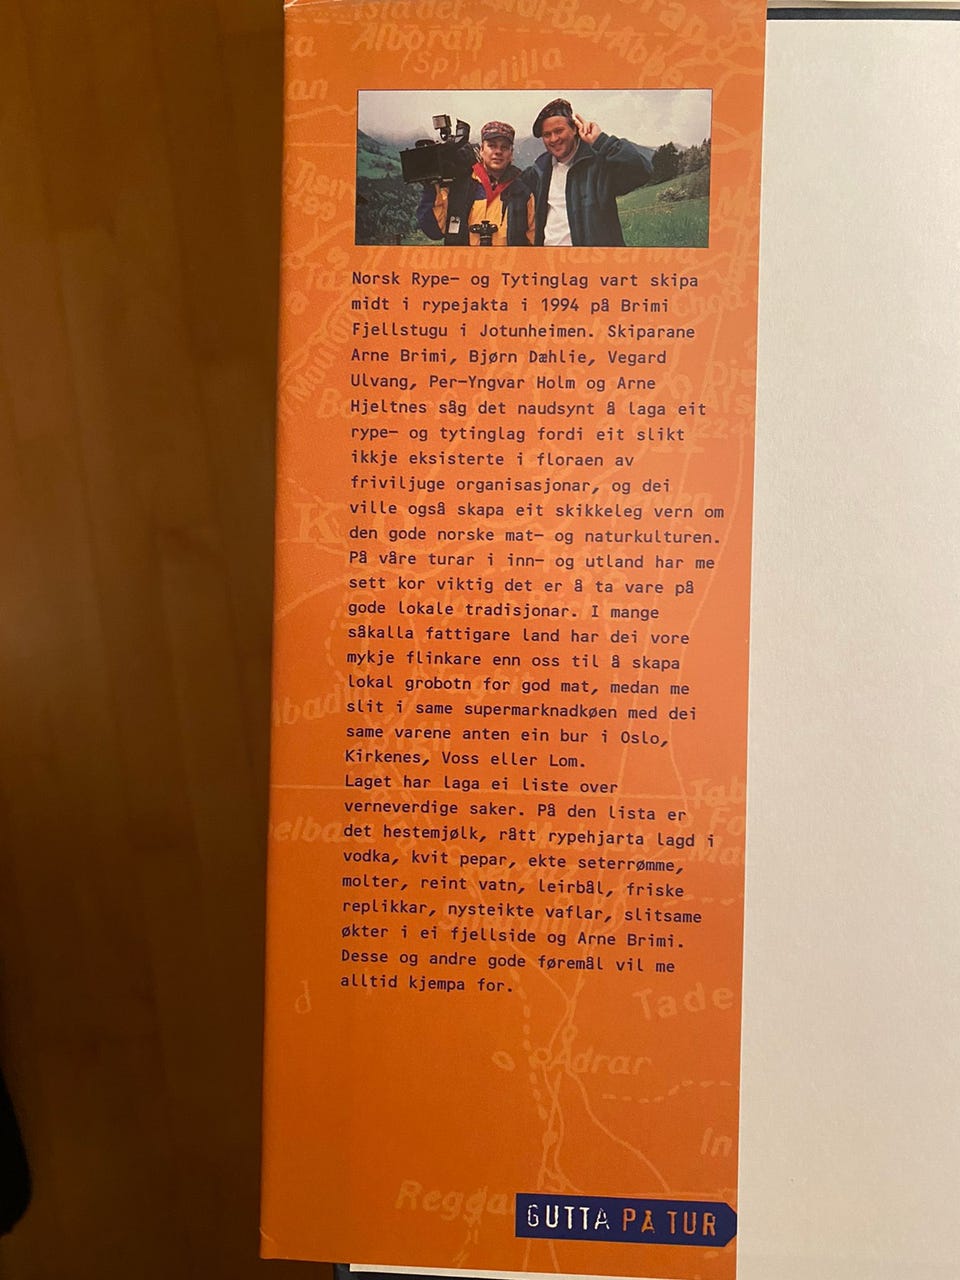 Alborán
(Sp)
Melilla
Norsk Rype- og Tytinglag vart skipa
midt i rypejakta i 1994 på Brimi
Fjellstugu i Jotunheimen. Skiparane
Arne Brimi, Bjørn Dæhlie, Vegard
Ulvang, Per-Yngvar Holm og Arne
Hjeltnes såg det naudsynt å laga eit
rype- og tytinglag fordi eit slikt
ikkje eksisterte i floraen av
friviljuge organisasjonar, og dei
ville også skapa eit skikkeleg vern om
den gode norske mat- og naturkulturen.
På våre turar i inn- og utland har me
sett kor viktig det er å ta vare på
gode lokale tradisjonar. I mange
såkalla fattigare land har dei vore
mykje flinkare enn oss til å skapa
lokal grobotn for god mat, medan me
slit i same supermarknadkøen med dei
same varene anten ein bur i Oslo,
Kirkenes, Voss eller Lom.
Laget har laga ei liste over
verneverdige saker. På den lista er
det hestemjølk, rått rypehjarta lagd i
vodka, kvit pepar, ekte seterrømme,
molter, reint vatn, leirbål, friske
replikkar, nysteikte vaflar, slitsame
økter i ei fjellside og Arne Brimi.
Desse og andre gode føremål vil me
alltid kjempa for.
Tade
Adrar
In
Regga
GUTTA PÅ TUR